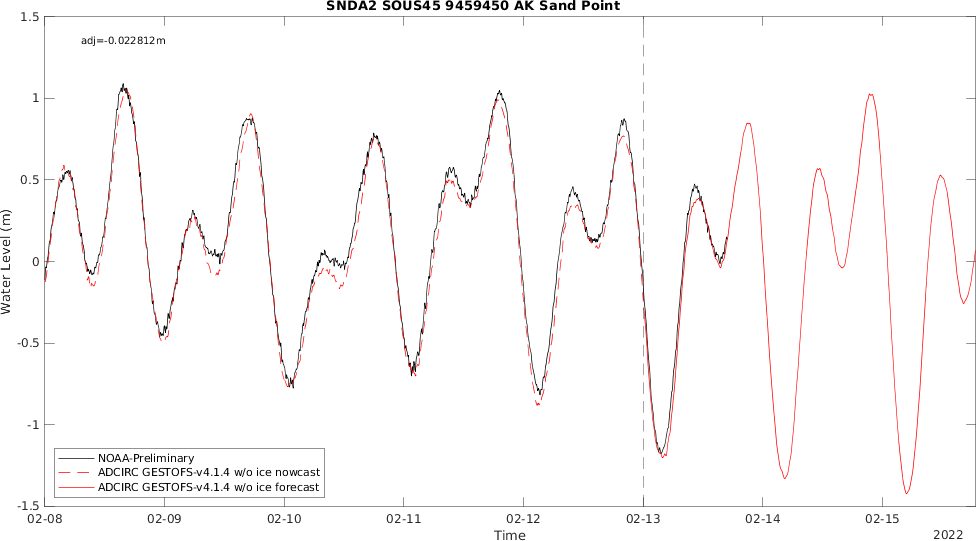 SNDA2 SOUS45 9459450 AK Sand Point
1.5
adj=-0.022812m
1
0.5
0
-0.5
-1
-1.5
Water Level (m)
NOAA-Preliminary
ADCIRC GESTOFS-v4.1.4 w/o ice nowcast
ADCIRC GESTOFS-v4.1.4 w/o ice forecast
02-08 02-09 02-10 02-11 02-12 02-13 02-14 02-15
Time
2022